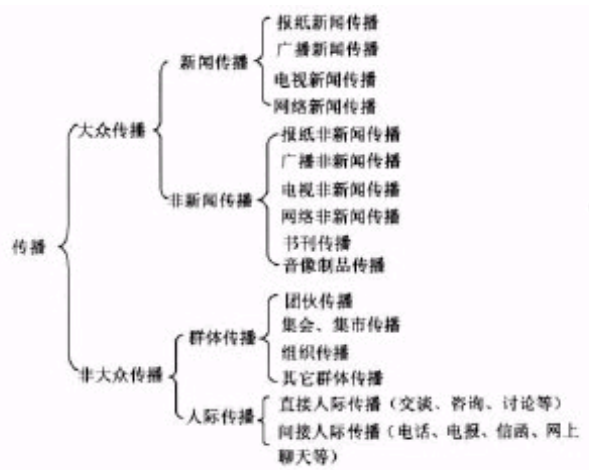 报纸新闻传播
广播新闻传播
新闻传播
电视新闻传播
网络新闻传播
大众传播
报纸非新闻传播
广播非新闻传播
电视非新闻传播
非新闻传播
网络非新闻传播
书刊传播
传播
音像制品传播
团伙传播
集会、集市传播
群体传播
组织传播
非大众传播
其它群体传播
直接人际传播（交谈、咨询、讨论等）
人际传播
间接人际传播（电话、电报、信函、网上
聊天等）